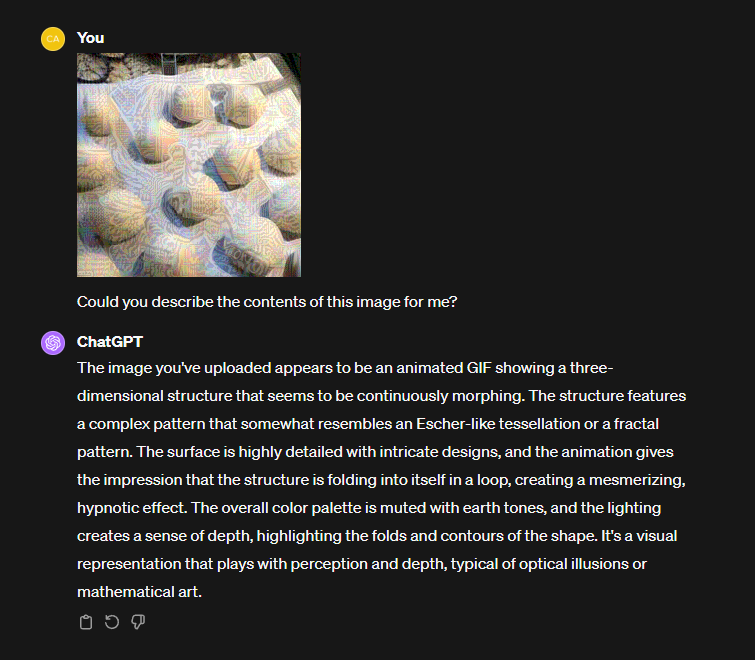 CA
You
Could you describe the contents of this image for me?
ChatGPT
The image you've uploaded appears to be an animated GIF showing a three-
dimensional structure that seems to be continuously morphing. The structure features
a complex pattern that somewhat resembles an Escher-like tessellation or a fractal
pattern. The surface is highly detailed with intricate designs, and the animation gives
the impression that the structure is folding into itself in a loop, creating a mesmerizing,
hypnotic effect. The overall color palette is muted with earth tones, and the lighting
creates a sense of depth, highlighting the folds and contours of the shape. It's a visual
representation that plays with perception and depth, typical of optical illusions or
mathematical art.